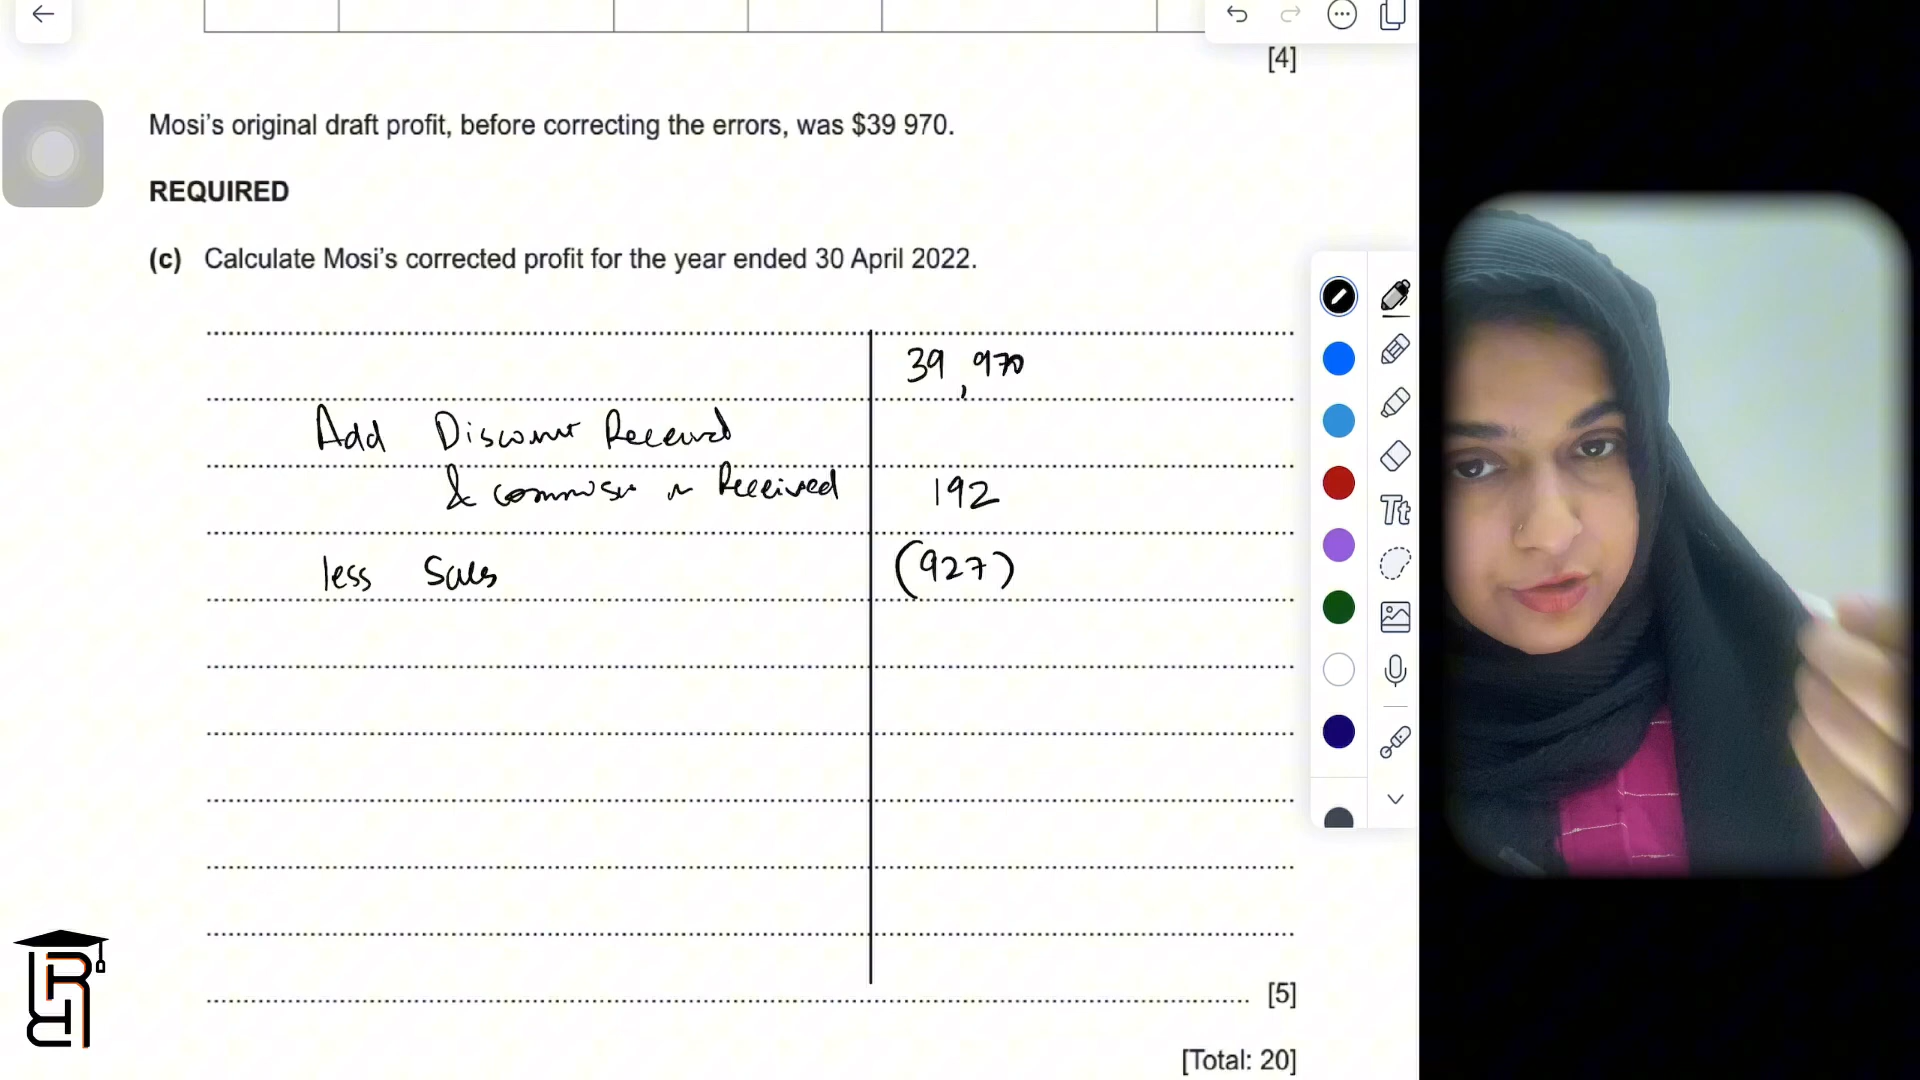 [4]
Mosi's original draft profit, before correcting the errors, was $39 970.
REQUIRED
(c) Calculate Mosi's corrected profit for the year ended 30 April 2022.
39,970
Add Discount Received
& commission Received 192
less Sales (927)
[5]
[Total: 20]
Tt